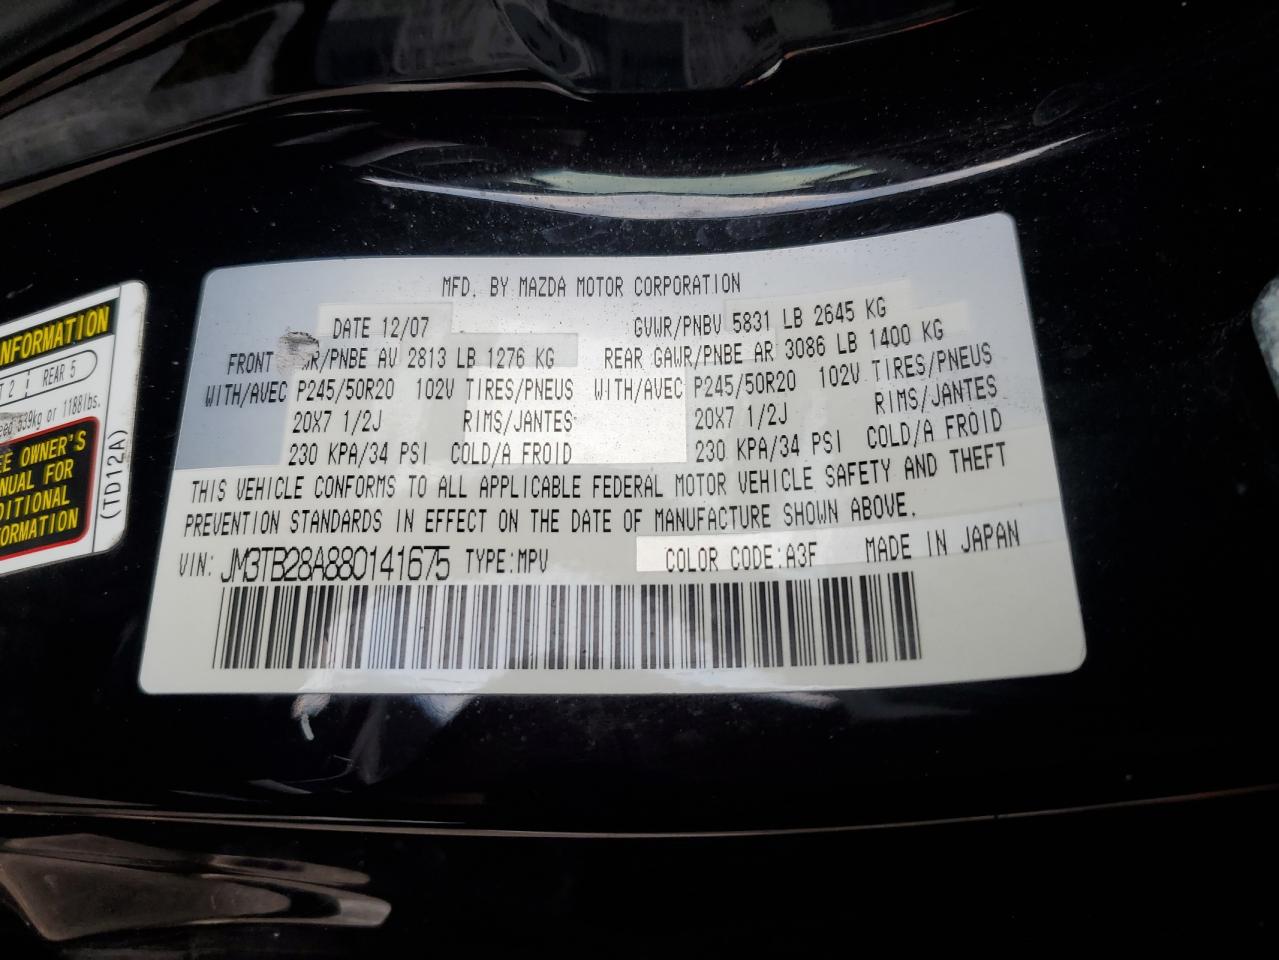 MFD. BY MAZDA MOTOR CORPORATION
DATE 12/07 GVWR/PNBV 5831 LB 2645 KG
FRONT WR/PNBE AV 2813 LB 1276 KG REAR GAWR/PNBE AR 3086 LB 1400 KG
WITH/AVEC P245/50R20 102V TIRES/PNEUS WITH/AVEC P245/50R20 102V TIRES/PNEUS
20X7 1/2J RIMS/JANTES 20X7 1/2J RIMS/JANTES
230 KPA/34 PSI COLD/A FROID 230 KPA/34 PSI COLD/A FROID
THIS VEHICLE CONFORMS TO ALL APPLICABLE FEDERAL MOTOR VEHICLE SAFETY AND THEFT
PREVENTION STANDARDS IN EFFECT ON THE DATE OF MANUFACTURE SHOWN ABOVE.
VIN: JM3TB28A880141675 TYPE:MPV COLOR CODE:A3F MADE IN JAPAN
REAR 5
or 1188 lbs.
OWNER'S
FOR
(TD12A)